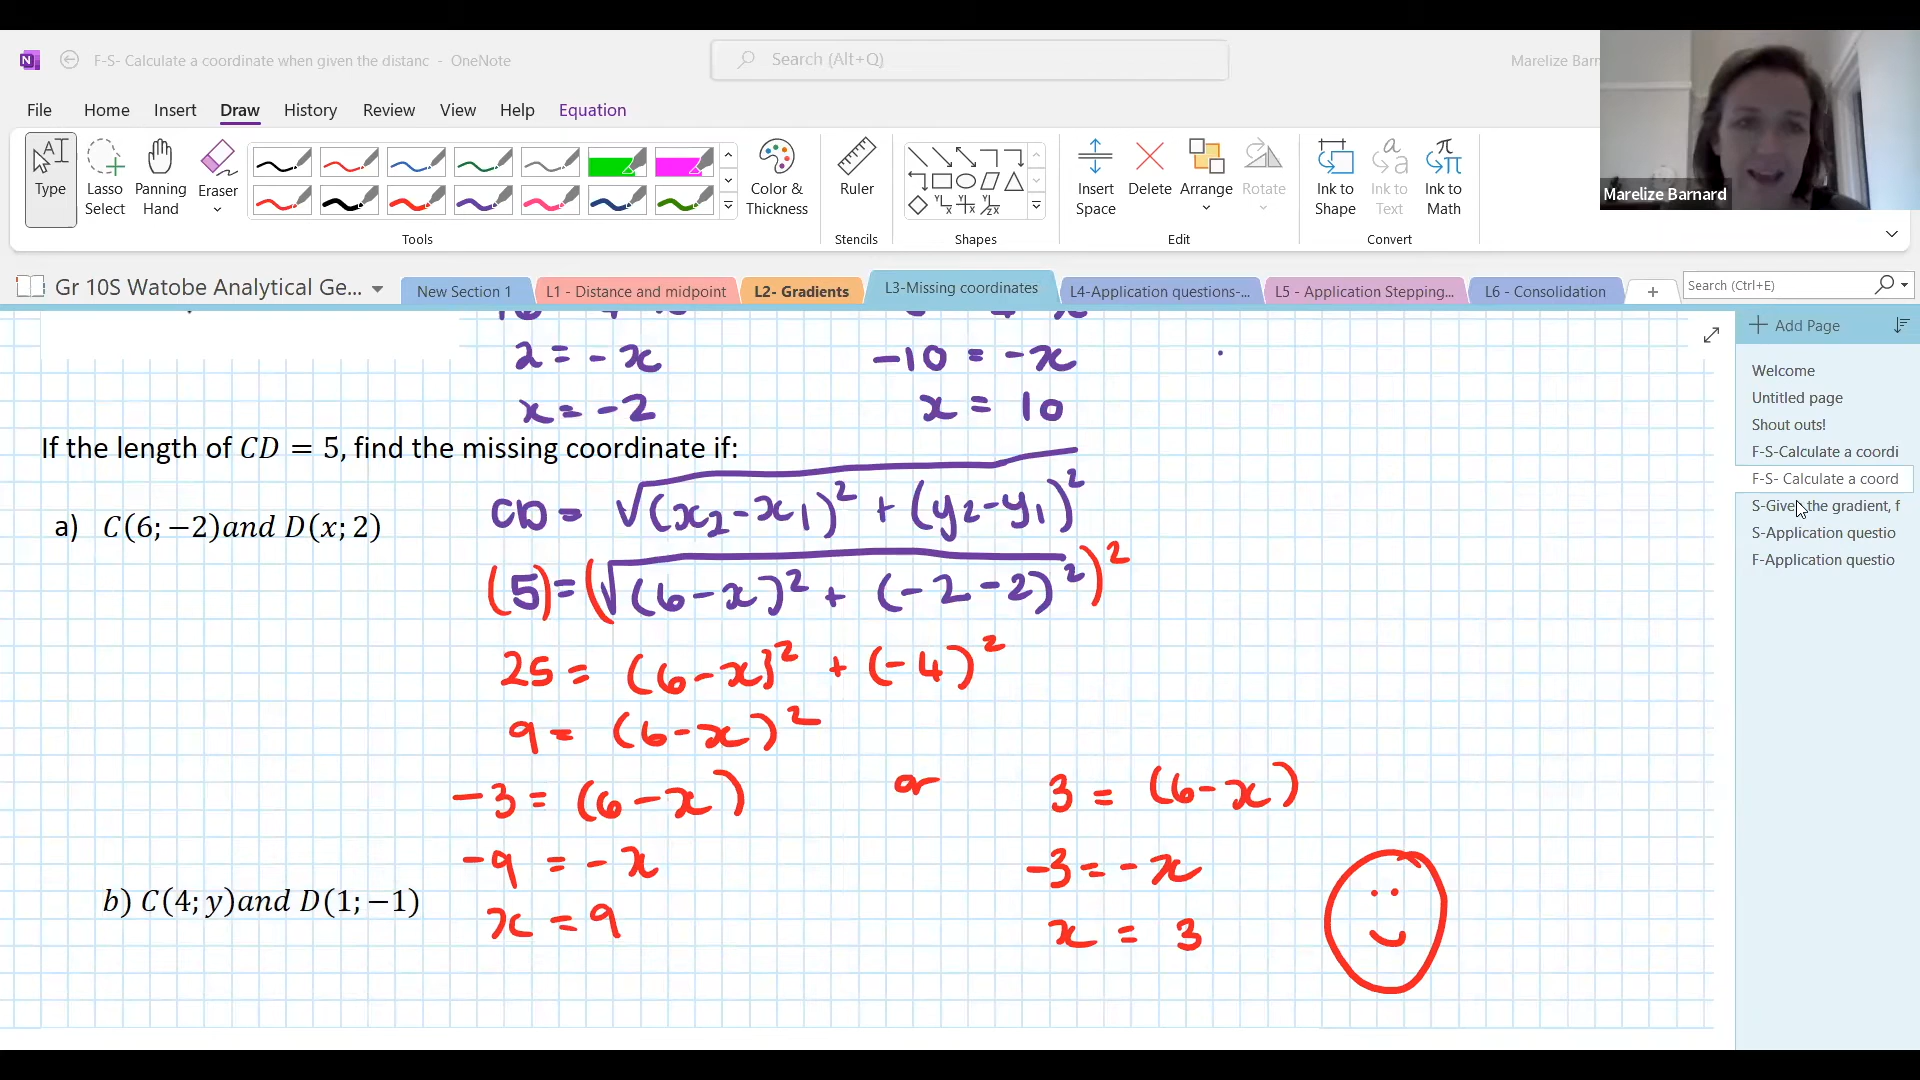 F-S- Calculate a coordinate when given the distanc - OneNote
Search (Alt+Q)
Marelize Barn
File Home Insert Draw History Review View Help Equation
Type
Lasso Select
Panning Hand
Eraser
Color & Thickness
Ruler
Insert Space
Delete
Arrange
Rotate
Ink to Shape
Ink to Text
Ink to Math
Marelize Barnard
Tools Stencils Shapes Edit Convert
Gr 10S Watobe Analytical Ge...
New Section 1
L1 - Distance and midpoint
L2- Gradients
L3-Missing coordinates
L4-Application questions-...
L5 - Application Stepping...
L6 - Consolidation
+
Search (Ctrl+E)
Add Page
Welcome
Untitled page
Shout outs!
F-S-Calculate a coordi
F-S- Calculate a coord
S-Given the gradient, f
S-Application questio
F-Application questio
2 = -x
-10 = -x
x = -2
x = 10
If the length of CD = 5, find the missing coordinate if:
a) C(6; −2)and D(x; 2)
CD = √(x₂-x₁)² + (y₂-y₁)²
(5) = (√(6-x)² + (-2-2)²)²
25 = (6-x)² + (-4)²
9 = (6-x)²
-3 = (6-x) or 3 = (6-x)
-9 = -x
-3 = -x
b) C(4; y)and D(1; −1)
x = 9
x = 3